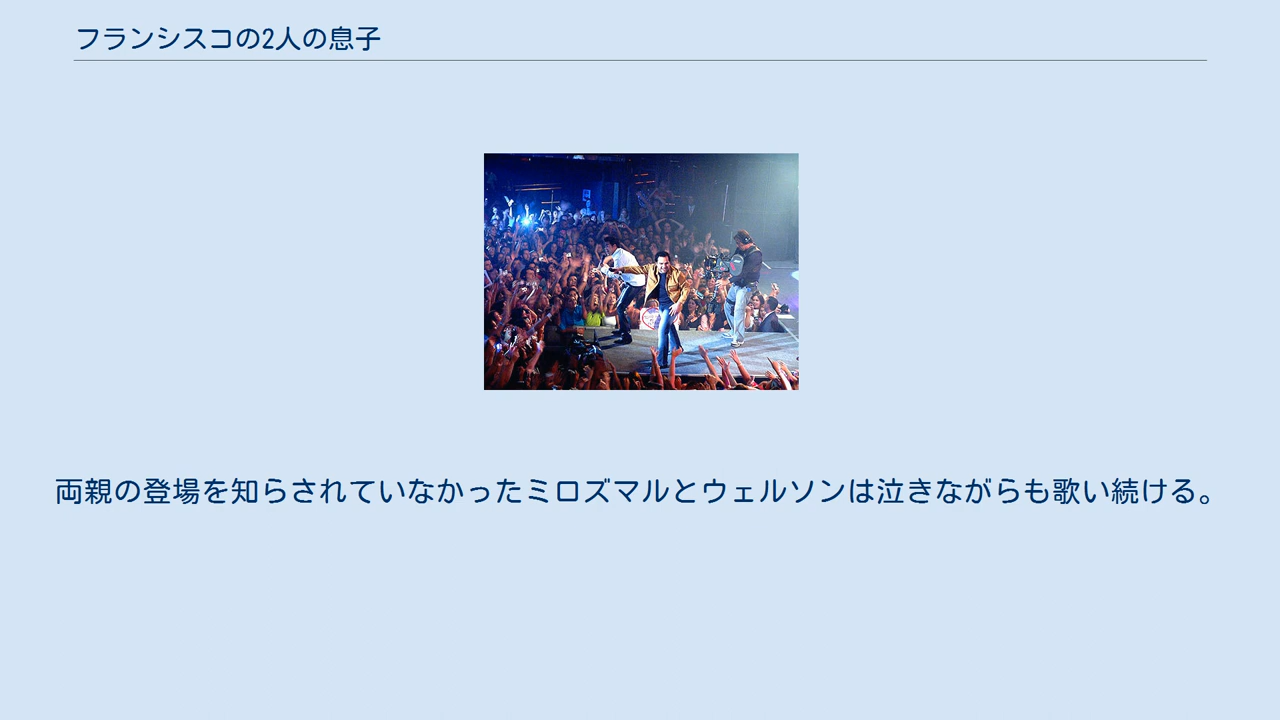 フランシスコの2人の息子
両親の登場を知らされていなかったミロズマルとウェルソンは泣きながらも歌い続ける。